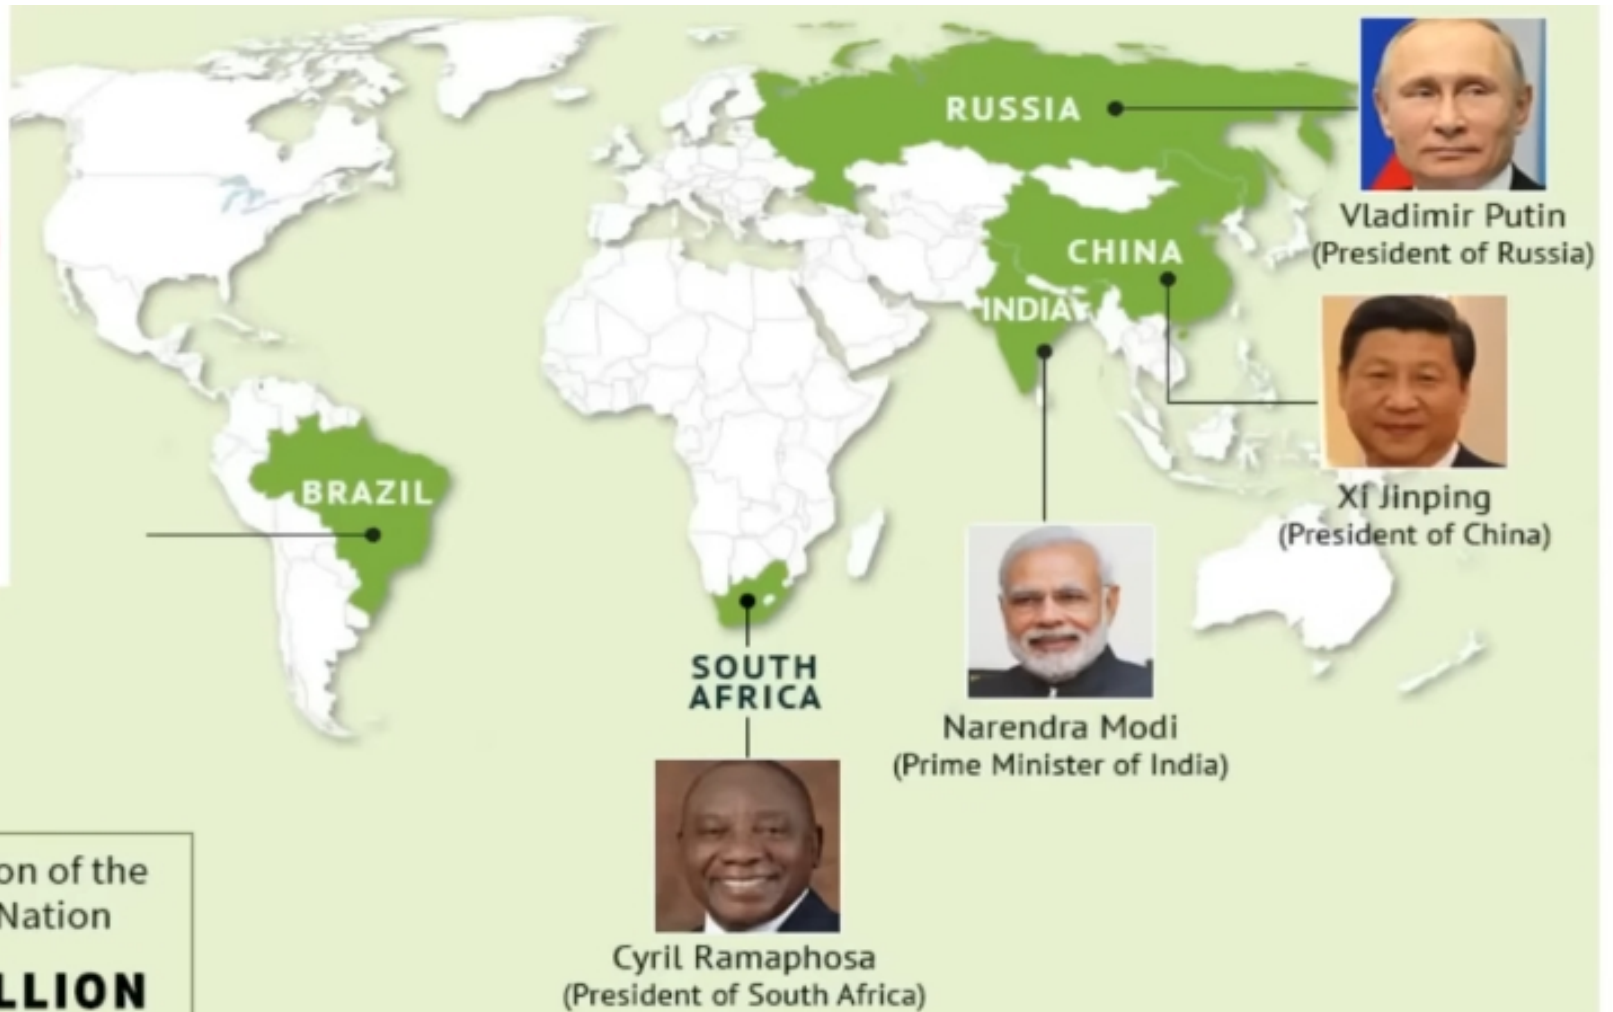 RUSSIA
Vladimir Putin
(President of Russia)
CHINA
INDIA
Xi Jinping
(President of China)
BRAZIL
SOUTH
AFRICA
Narendra Modi
(Prime Minister of India)
on of the
Nation
LLION
Cyril Ramaphosa
(President of South Africa)